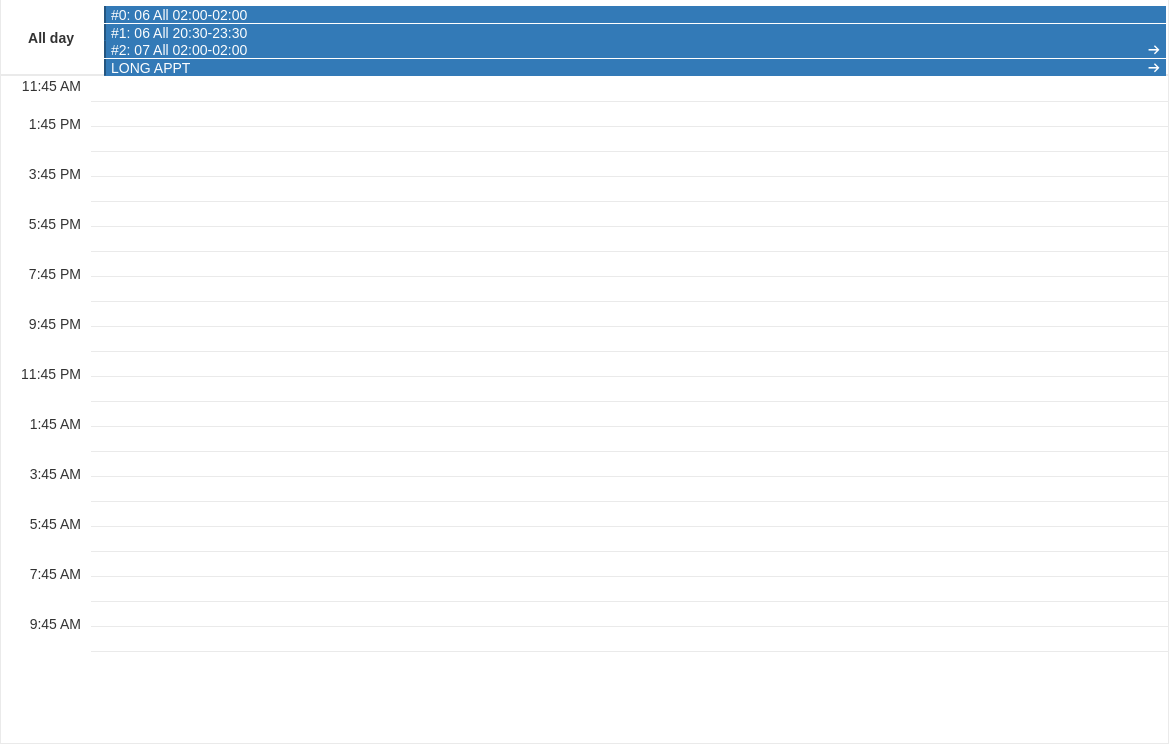 All day
#0: 06 All 02:00-02:00
#1: 06 All 20:30-23:30
#2: 07 All 02:00-02:00
LONG APPT
11:45 AM
1:45 PM
3:45 PM
5:45 PM
7:45 PM
9:45 PM
11:45 PM
1:45 AM
3:45 AM
5:45 AM
7:45 AM
9:45 AM